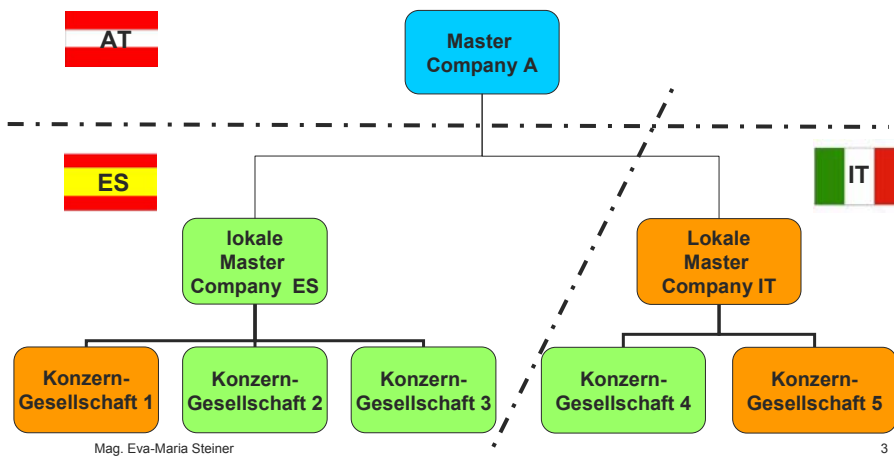 AT
Master
Company A
ES
IT
lokale
Master
Company ES
Lokale
Master
Company IT
Konzern-
Gesellschaft 1
Konzern-
Gesellschaft 2
Konzern-
Gesellschaft 3
Konzern-
Gesellschaft 4
Konzern-
Gesellschaft 5
Mag. Eva-Maria Steiner
3